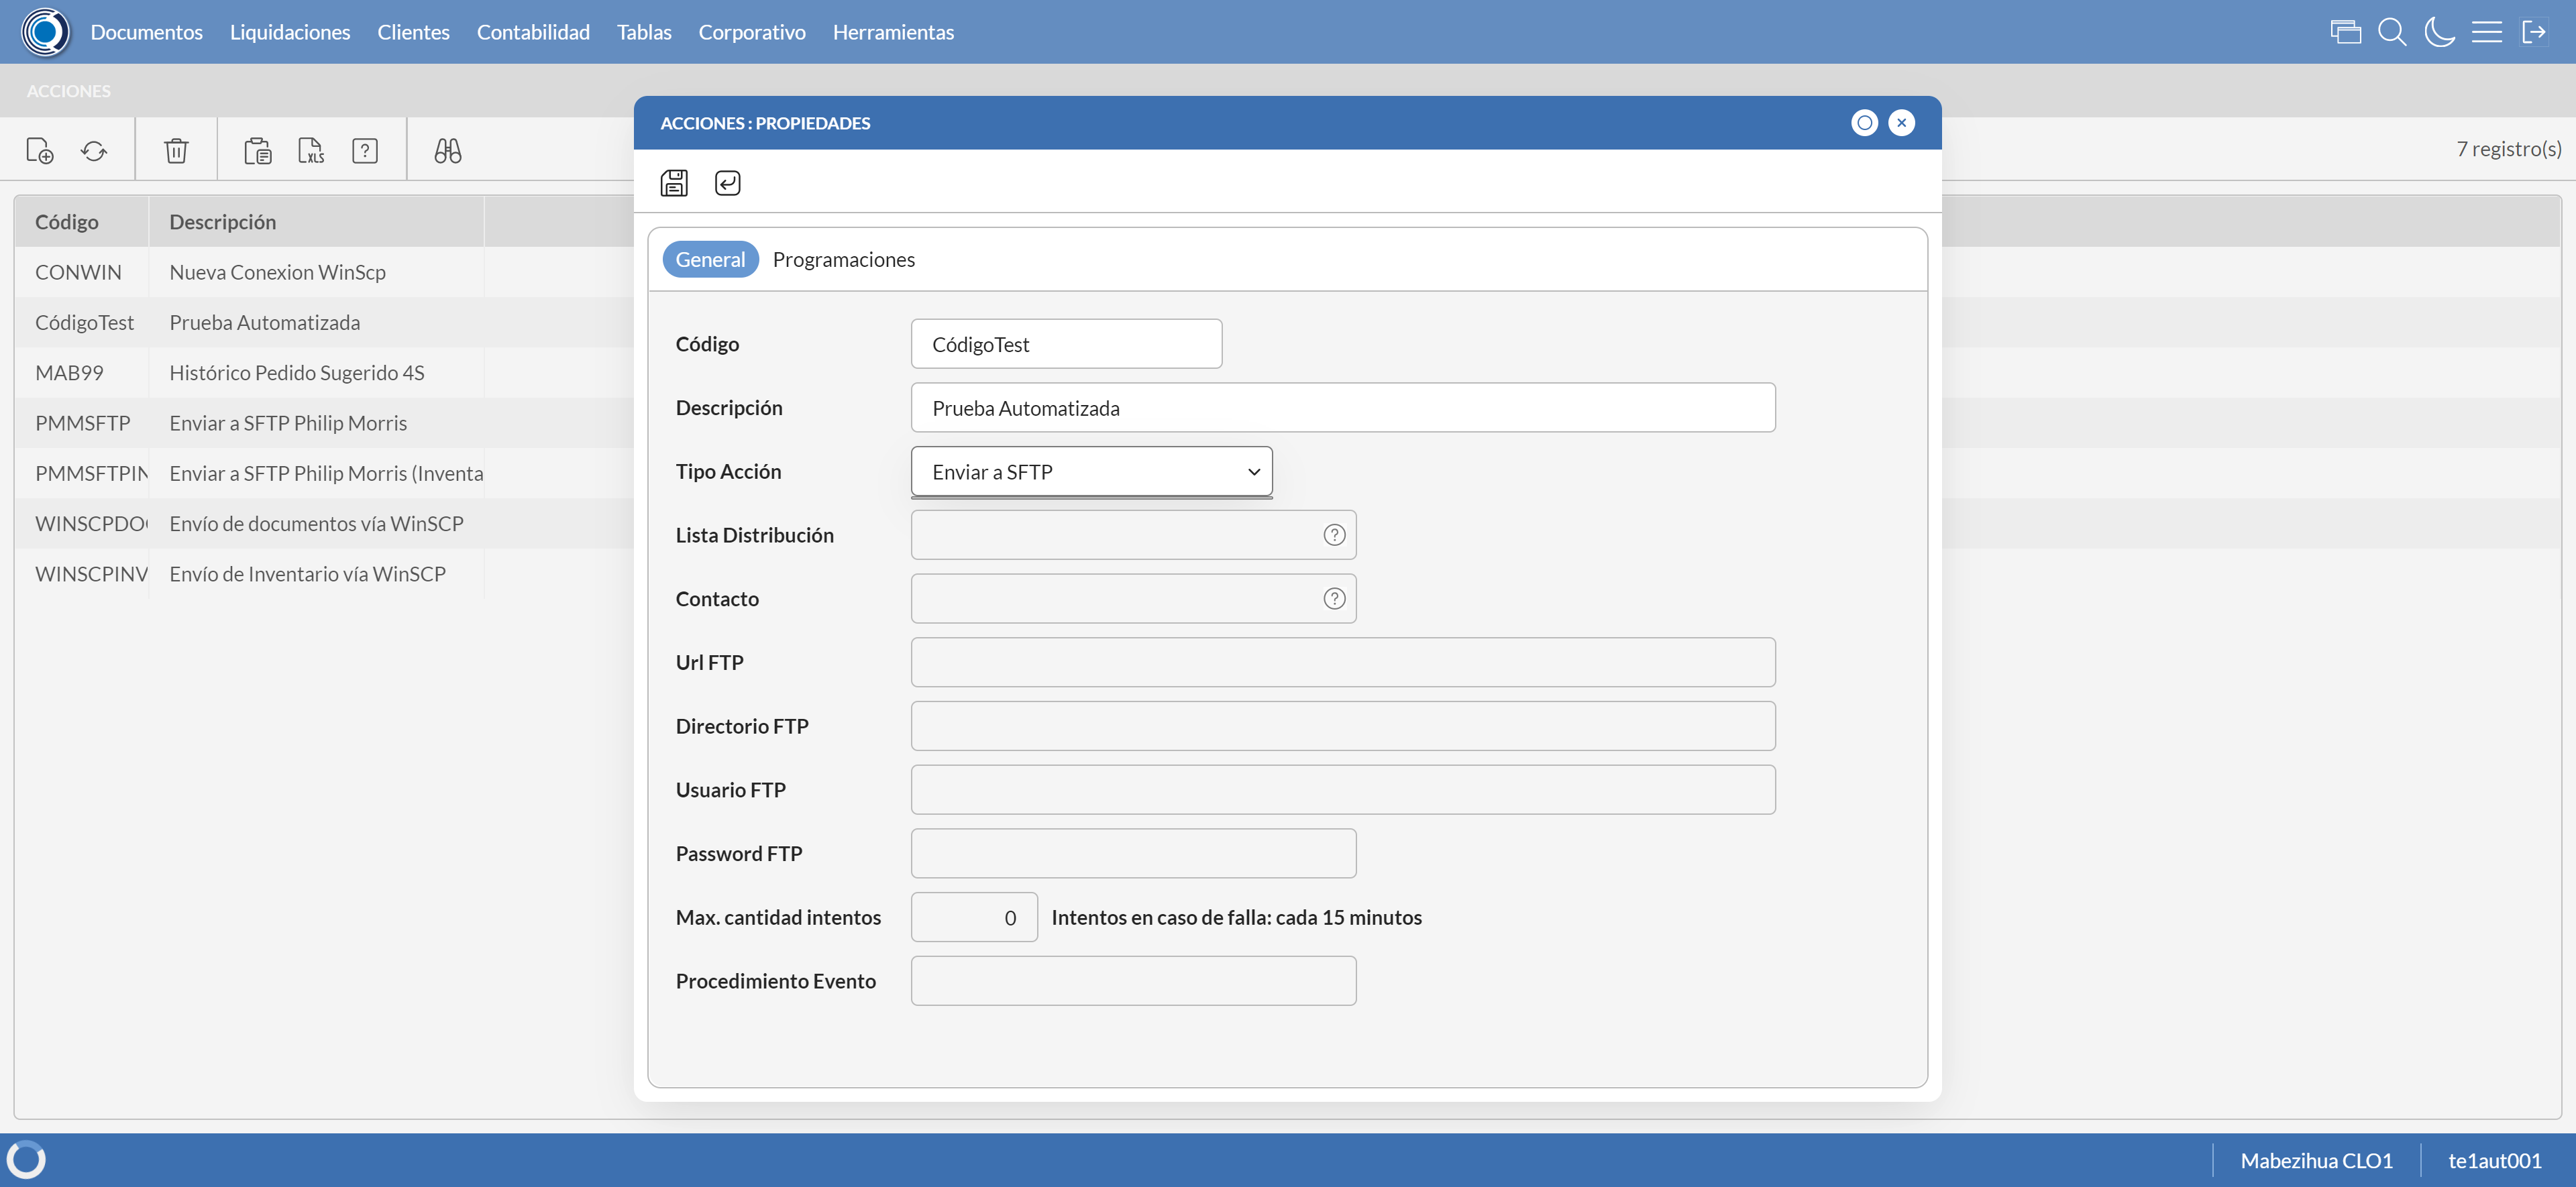 Documentos Liquidaciones Clientes Contabilidad Tablas Corporativo Herramientas
ACCIONES
XLS
7 registro(s)
Código Descripción
CONWIN Nueva Conexion WinScp
CódigoTest Prueba Automatizada
MAB99 Histórico Pedido Sugerido 4S
PMMSFTP Enviar a SFTP Philip Morris
PMMSFTPIN Enviar a SFTP Philip Morris (Inventa
WINSCPDO Envío de documentos vía WinSCP
WINSCPINV Envío de Inventario vía WinSCP
ACCIONES : PROPIEDADES
General Programaciones
Código CódigoTest
Descripción Prueba Automatizada
Tipo Acción Enviar a SFTP
Lista Distribución
Contacto
Url FTP
Directorio FTP
Usuario FTP
Password FTP
Max. cantidad intentos 0 Intentos en caso de falla: cada 15 minutos
Procedimiento Evento
Mabezihua CLO1 te1aut001